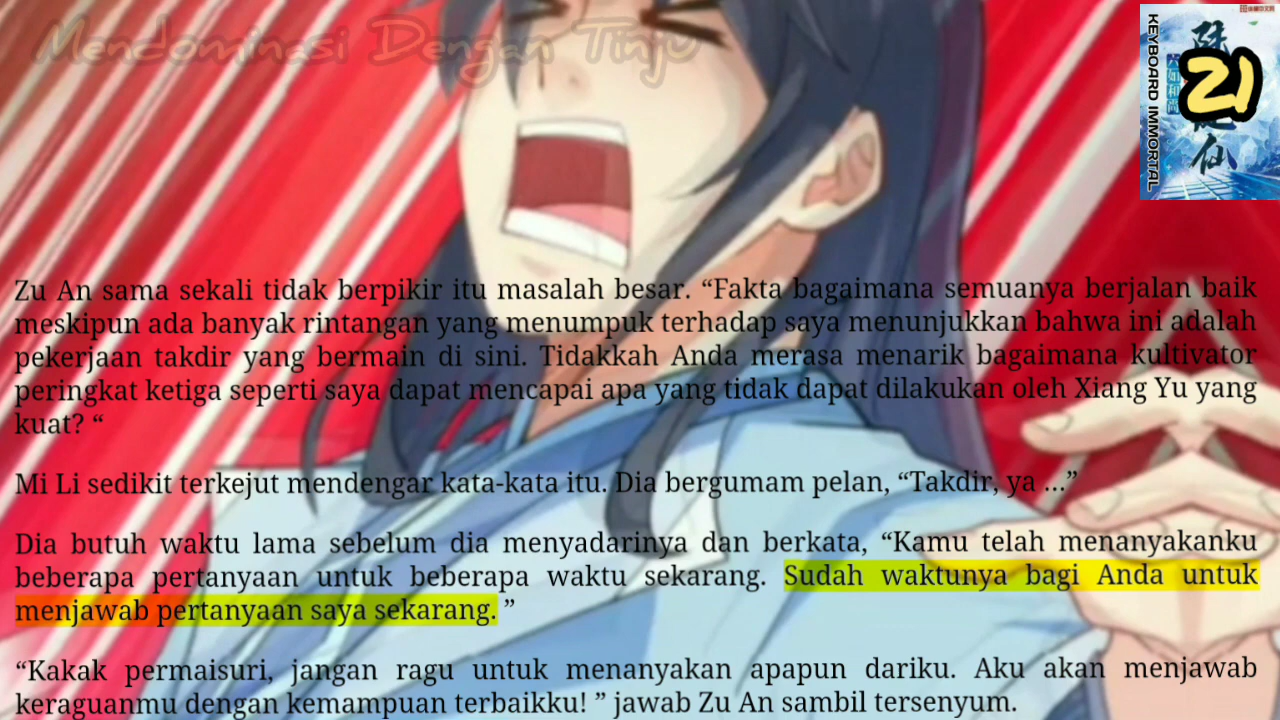 Mendominasi Dengan Tinju
KEYBOARD IMMORTAL
21
仙
六如和尚
Zu An sama sekali tidak berpikir itu masalah besar. “Fakta bagaimana semuanya berjalan baik
meskipun ada banyak rintangan yang menumpuk terhadap saya menunjukkan bahwa ini adalah
pekerjaan takdir yang bermain di sini. Tidakkah Anda merasa menarik bagaimana kultivator
peringkat ketiga seperti saya dapat mencapai apa yang tidak dapat dilakukan oleh Xiang Yu yang
kuat? “
Mi Li sedikit terkejut mendengar kata-kata itu. Dia bergumam pelan, “Takdir, ya …”
Dia butuh waktu lama sebelum dia menyadarinya dan berkata, “Kamu telah menanyakanku
beberapa pertanyaan untuk beberapa waktu sekarang. Sudah waktunya bagi Anda untuk
menjawab pertanyaan saya sekarang. ”
“Kakak permaisuri, jangan ragu untuk menanyakan apapun dariku. Aku akan menjawab
keraguanmu dengan kemampuan terbaikku! ” jawab Zu An sambil tersenyum.